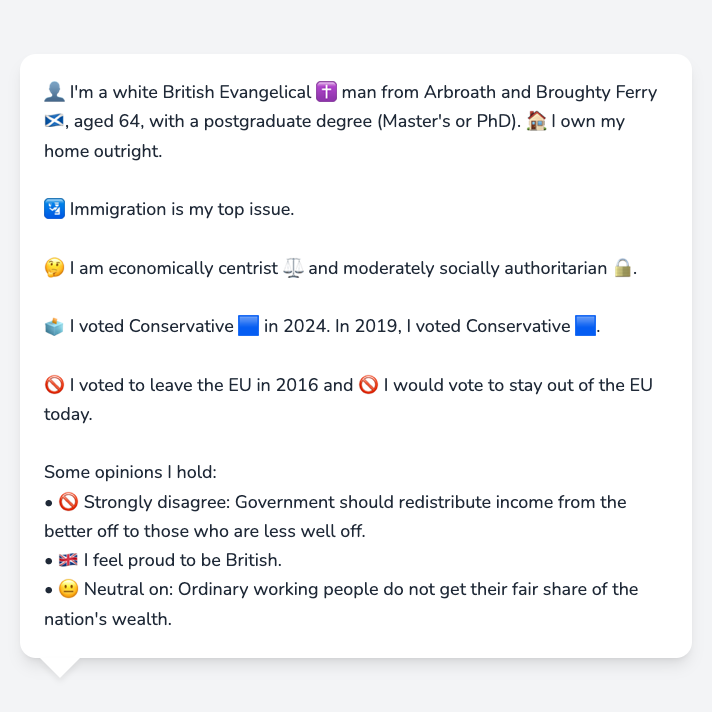 👤 I'm a white British Evangelical ✝️ man from Arbroath and Broughty Ferry
🏴󠁧󠁢󠁳󠁣󠁴󠁿, aged 64, with a postgraduate degree (Master's or PhD). 🏠 I own my
home outright.
🛂 Immigration is my top issue.
🤔 I am economically centrist ⚖️ and moderately socially authoritarian 🔒.
🗳️ I voted Conservative 🟦 in 2024. In 2019, I voted Conservative 🟦.
🚫 I voted to leave the EU in 2016 and 🚫 I would vote to stay out of the EU
today.
Some opinions I hold:
• 🚫 Strongly disagree: Government should redistribute income from the
better off to those who are less well off.
• 🇬🇧 I feel proud to be British.
• 😐 Neutral on: Ordinary working people do not get their fair share of the
nation's wealth.